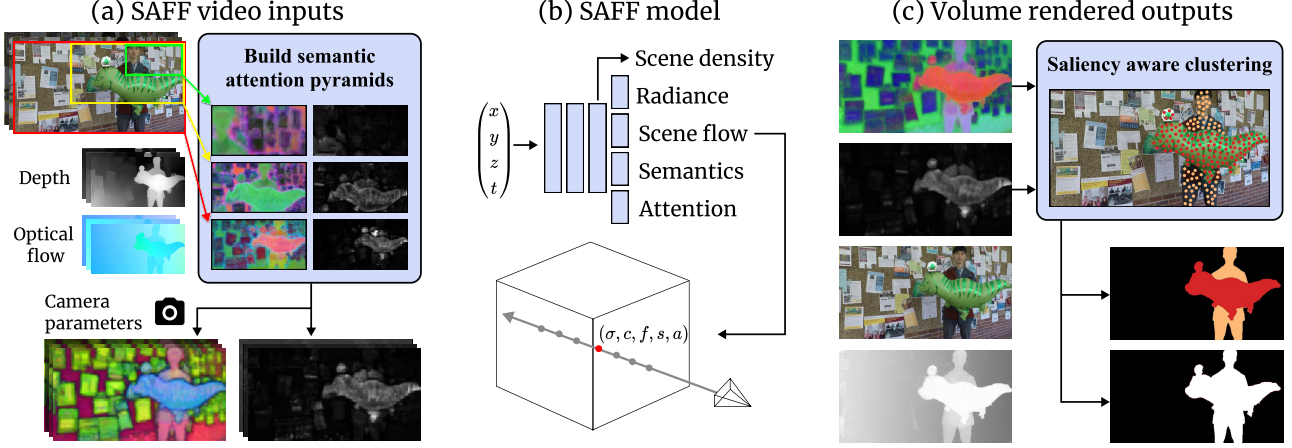 (a) SAFF video inputs
Build semantic
attention pyramids
Depth
Optical
flow
Camera
parameters
(b) SAFF model
x
y
z
t
Scene density
Radiance
Scene flow
Semantics
Attention
(σ, c, f, s, a)
(c) Volume rendered outputs
Saliency aware clustering